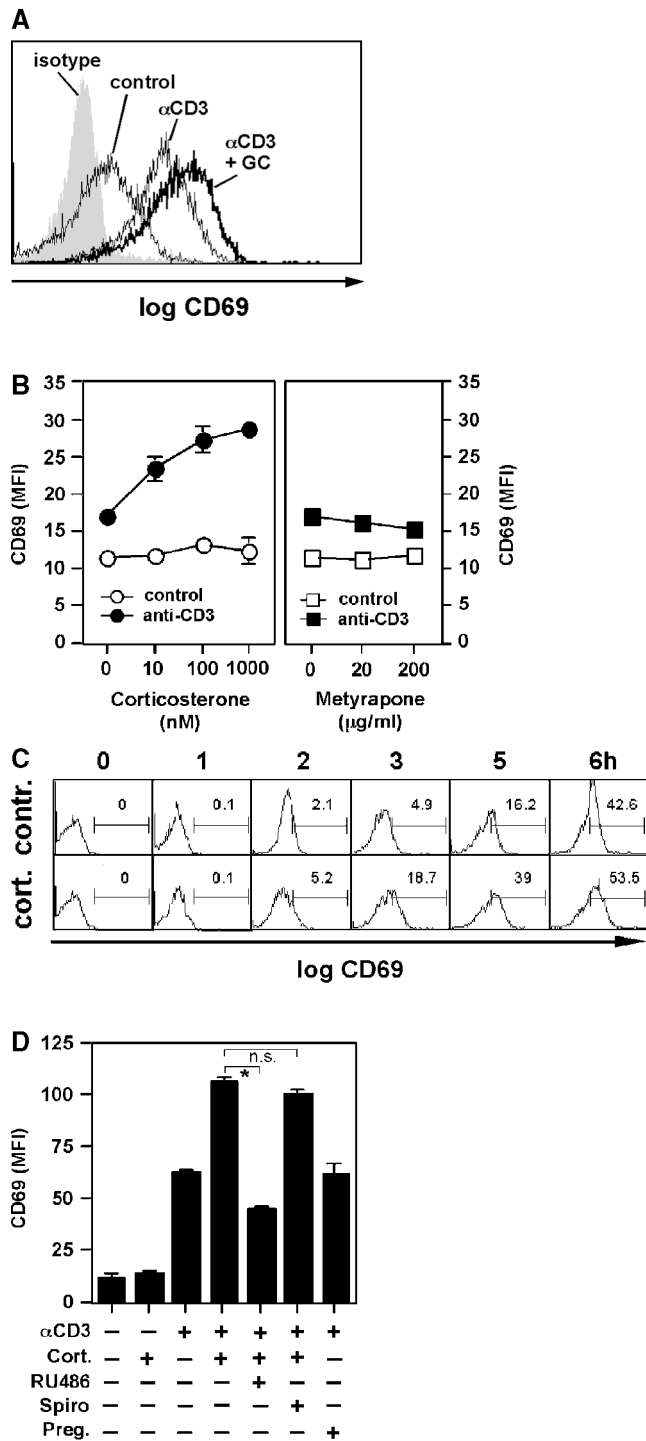 A
isotype
control
αCD3
αCD3
+ GC
log CD69
B
35 30 25 20 15 10 5 0
CD69 (MFI)
control
anti-CD3
0 10 100 1000
Corticosterone
(nM)
control
anti-CD3
0 20 200
Metyrapone
(μg/ml)
35 30 25 20 15 10 5 0
CD69 (MFI)
C
0 1 2 3 5 6h
contr.
0 0.1 2.1 4.9 16.2 42.6
cort.
0 0.1 5.2 18.7 39 53.5
log CD69
D
125 100 75 50 25 0
CD69 (MFI)
n.s.
*
αCD3 – – + + + + +
Cort. – + – + + + –
RU486 – – – – + – –
Spiro – – – – – + –
Preg. – – – – – – +